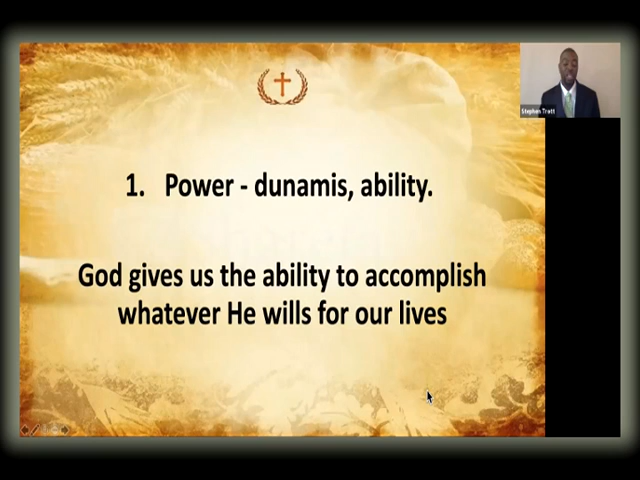 Stephen Trott
1. Power - dunamis, ability.
God gives us the ability to accomplish
whatever He wills for our lives